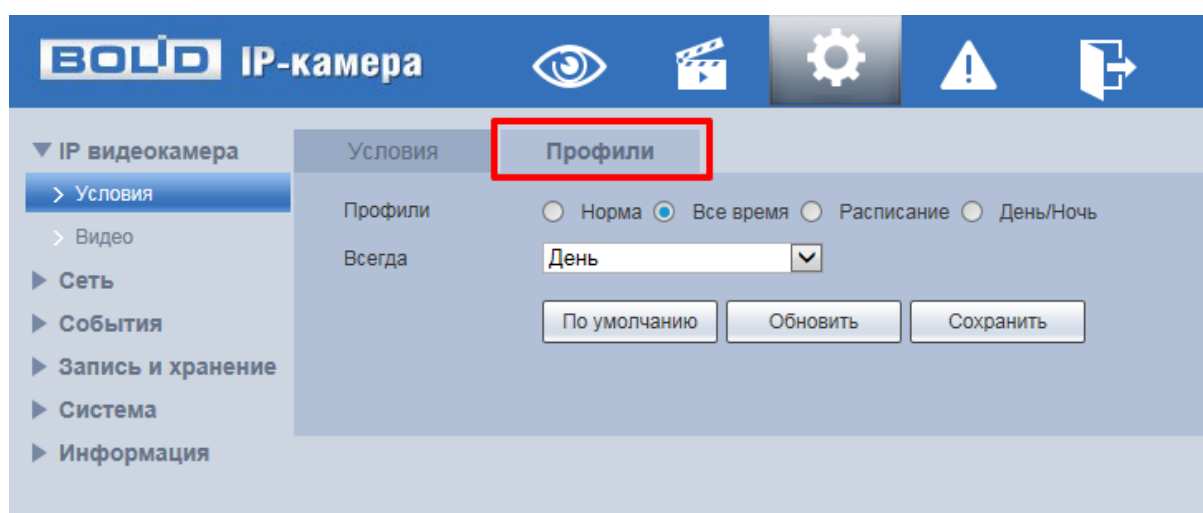 BOLID IP-камера
IP видеокамера
Условия
Видео
Сеть
События
Запись и хранение
Система
Информация
Условия Профили
Профили Норма Все время Расписание День/Ночь
Всегда День
По умолчанию Обновить Сохранить